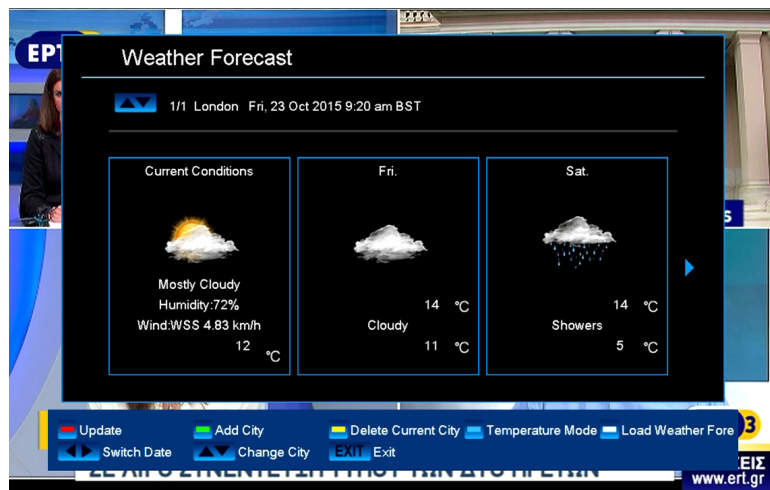 ΕΡΤ
Weather Forecast
1/1 London Fri, 23 Oct 2015 9:20 am BST
Current Conditions
Mostly Cloudy
Humidity:72%
Wind:WSS 4.83 km/h
12 °C
Fri.
14 °C
Cloudy
11 °C
Sat.
14 °C
Showers
5 °C
S
Update
Add City
Delete Current City
Temperature Mode
Load Weather Fore
Switch Date
Change City
EXIT Exit
3
ΕΙΣ
www.ert.gr